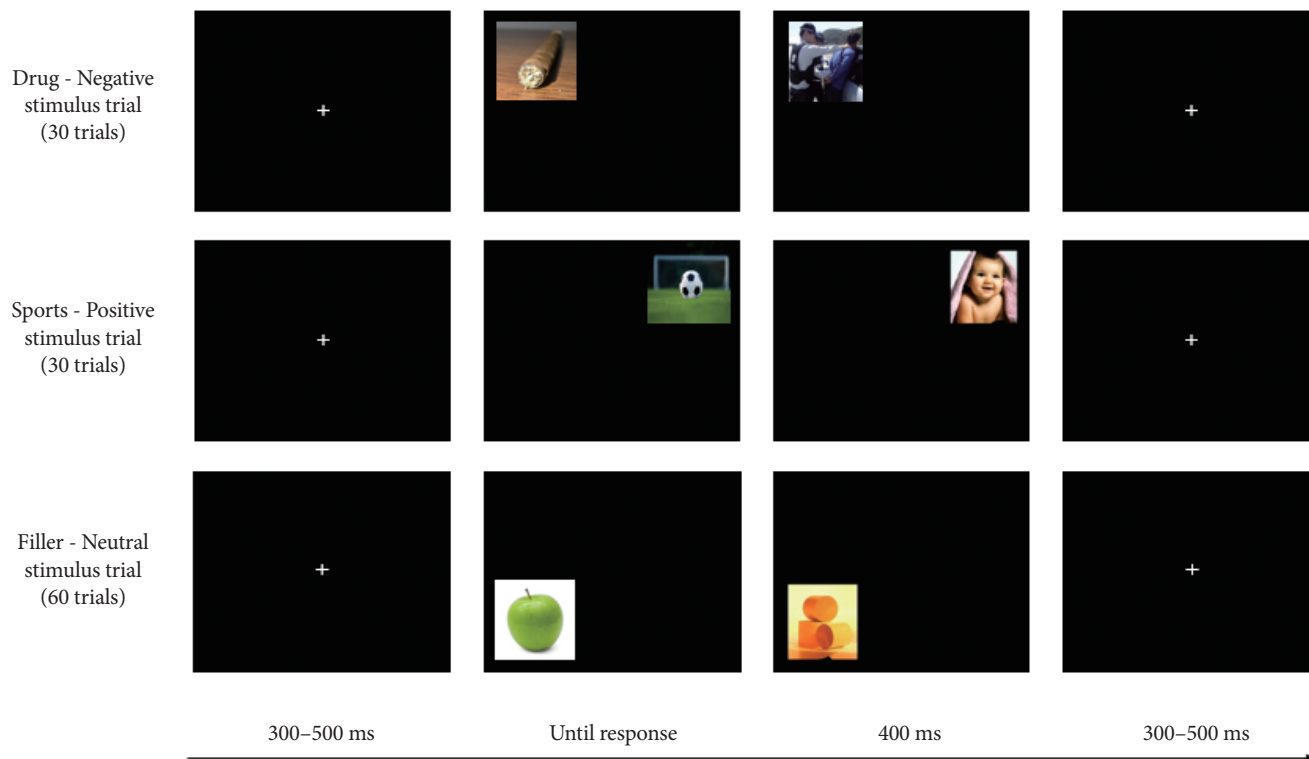 Drug - Negative
stimulus trial
(30 trials)
Sports - Positive
stimulus trial
(30 trials)
Filler - Neutral
stimulus trial
(60 trials)
300–500 ms
Until response
400 ms
300–500 ms